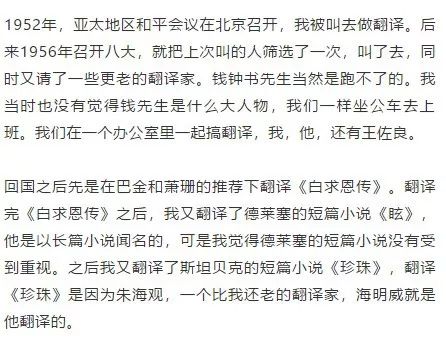 1952年，亚太地区和平会议在北京召开，我被叫去做翻译。后
来1956年召开八大，就把上次叫的人筛选了一次，叫了去，同
时又请了一些更老的翻译家。钱钟书先生当然是跑不了的。我
当时也没有觉得钱先生是什么大人物，我们一样坐公车去上
班。我们在一个办公室里一起搞翻译，我，他，还有王佐良。
回国之后先是在巴金和萧珊的推荐下翻译《白求恩传》。翻译
完《白求恩传》之后，我又翻译了德莱塞的短篇小说《眩》，
他是以长篇小说闻名的，可是我觉得德莱塞的短篇小说没有受
到重视。之后我又翻译了斯坦贝克的短篇小说《珍珠》，翻译
《珍珠》是因为朱海观，一个比我还老的翻译家，海明威就是
他翻译的。